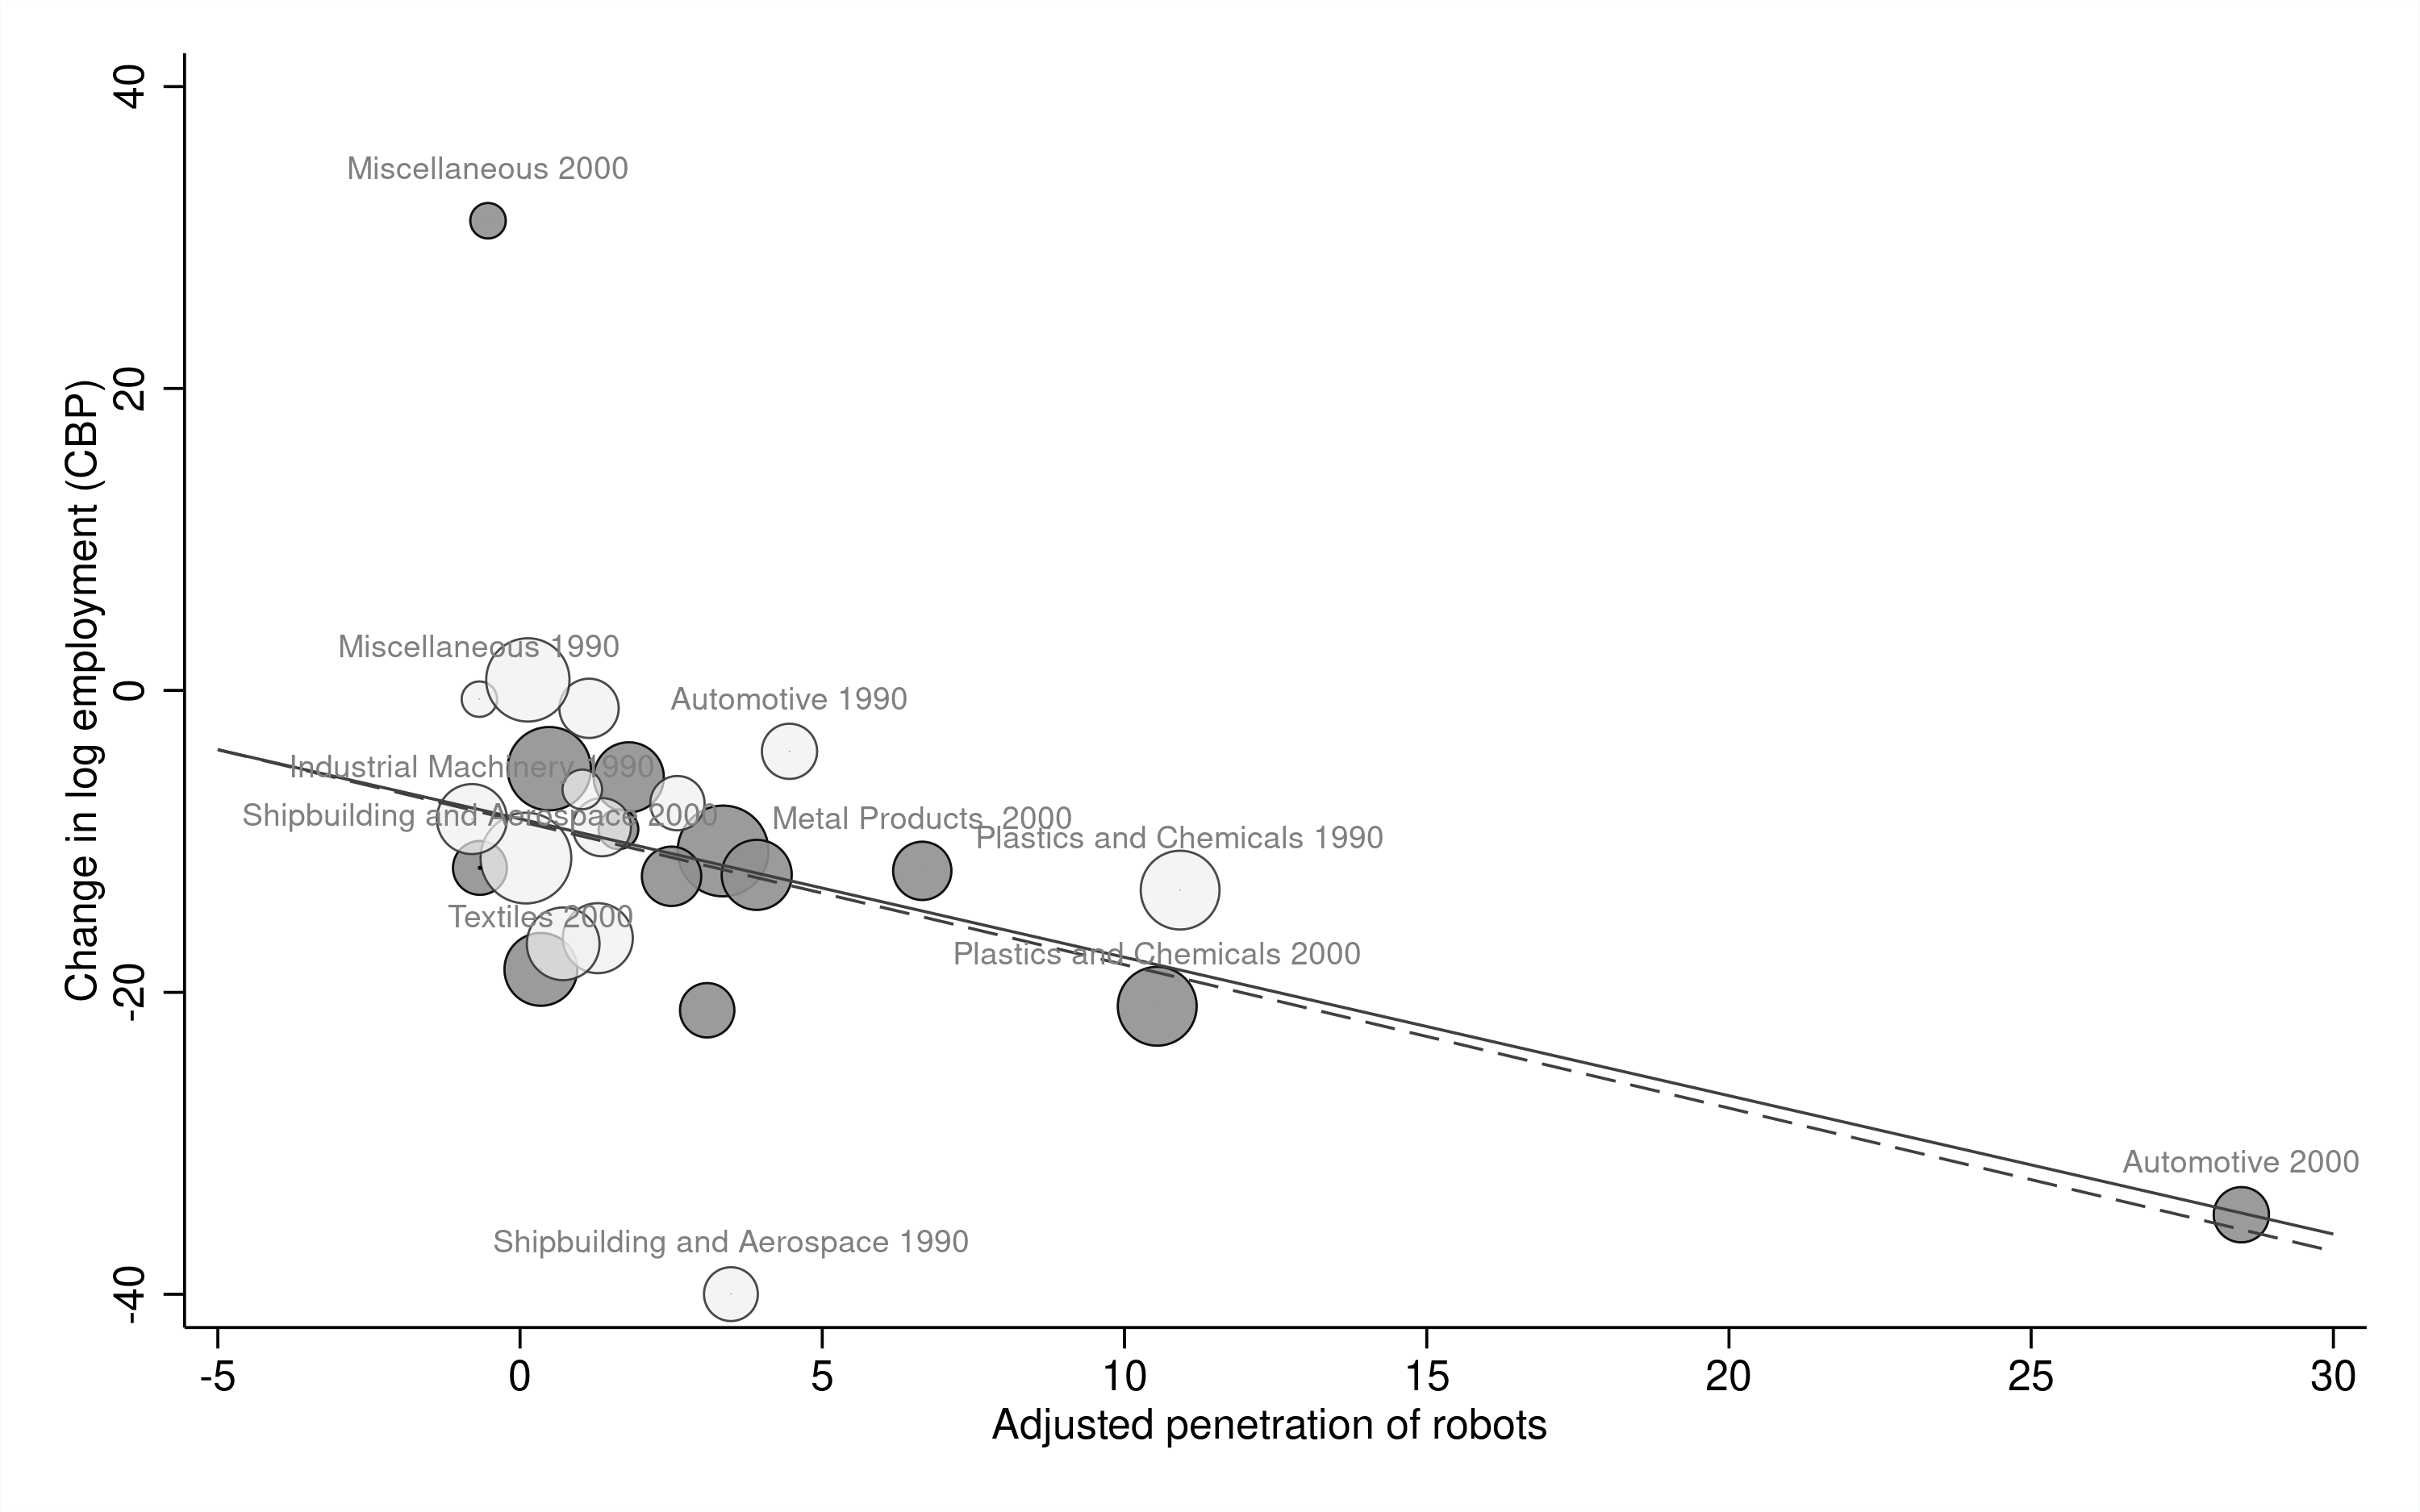 Change in log employment (CBP)
40
20
0
-20
-40
Miscellaneous 2000
Miscellaneous 1990
Automotive 1990
Industrial Machinery 1990
Shipbuilding and Aerospace 2000
Metal Products 2000
Plastics and Chemicals 1990
Textiles 2000
Plastics and Chemicals 2000
Automotive 2000
Shipbuilding and Aerospace 1990
-5 0 5 10 15 20 25 30
Adjusted penetration of robots